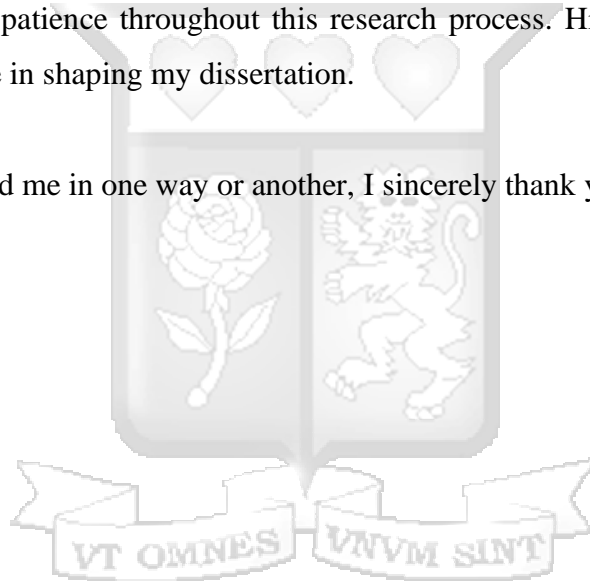 patience throughout this research process. Hi
e in shaping my dissertation.
d me in one way or another, I sincerely thank y
VT OMNES VNVM SINT